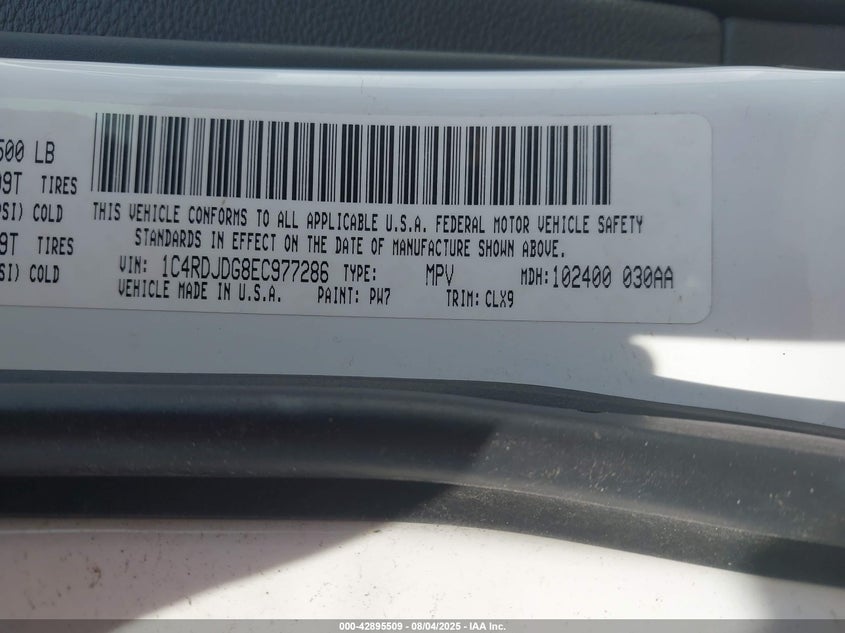 500 LB
09T TIRES
PSI) COLD
9T TIRES
SI) COLD
THIS VEHICLE CONFORMS TO ALL APPLICABLE U.S.A. FEDERAL MOTOR VEHICLE SAFETY
STANDARDS IN EFFECT ON THE DATE OF MANUFACTURE SHOWN ABOVE.
VIN: 1C4RDJDG8EC977286 TYPE: MPV MDH: 102400 030AA
VEHICLE MADE IN U.S.A. PAINT: PW7 TRIM: CLX9
000-42895509 - 08/04/2025 - IAA Inc.